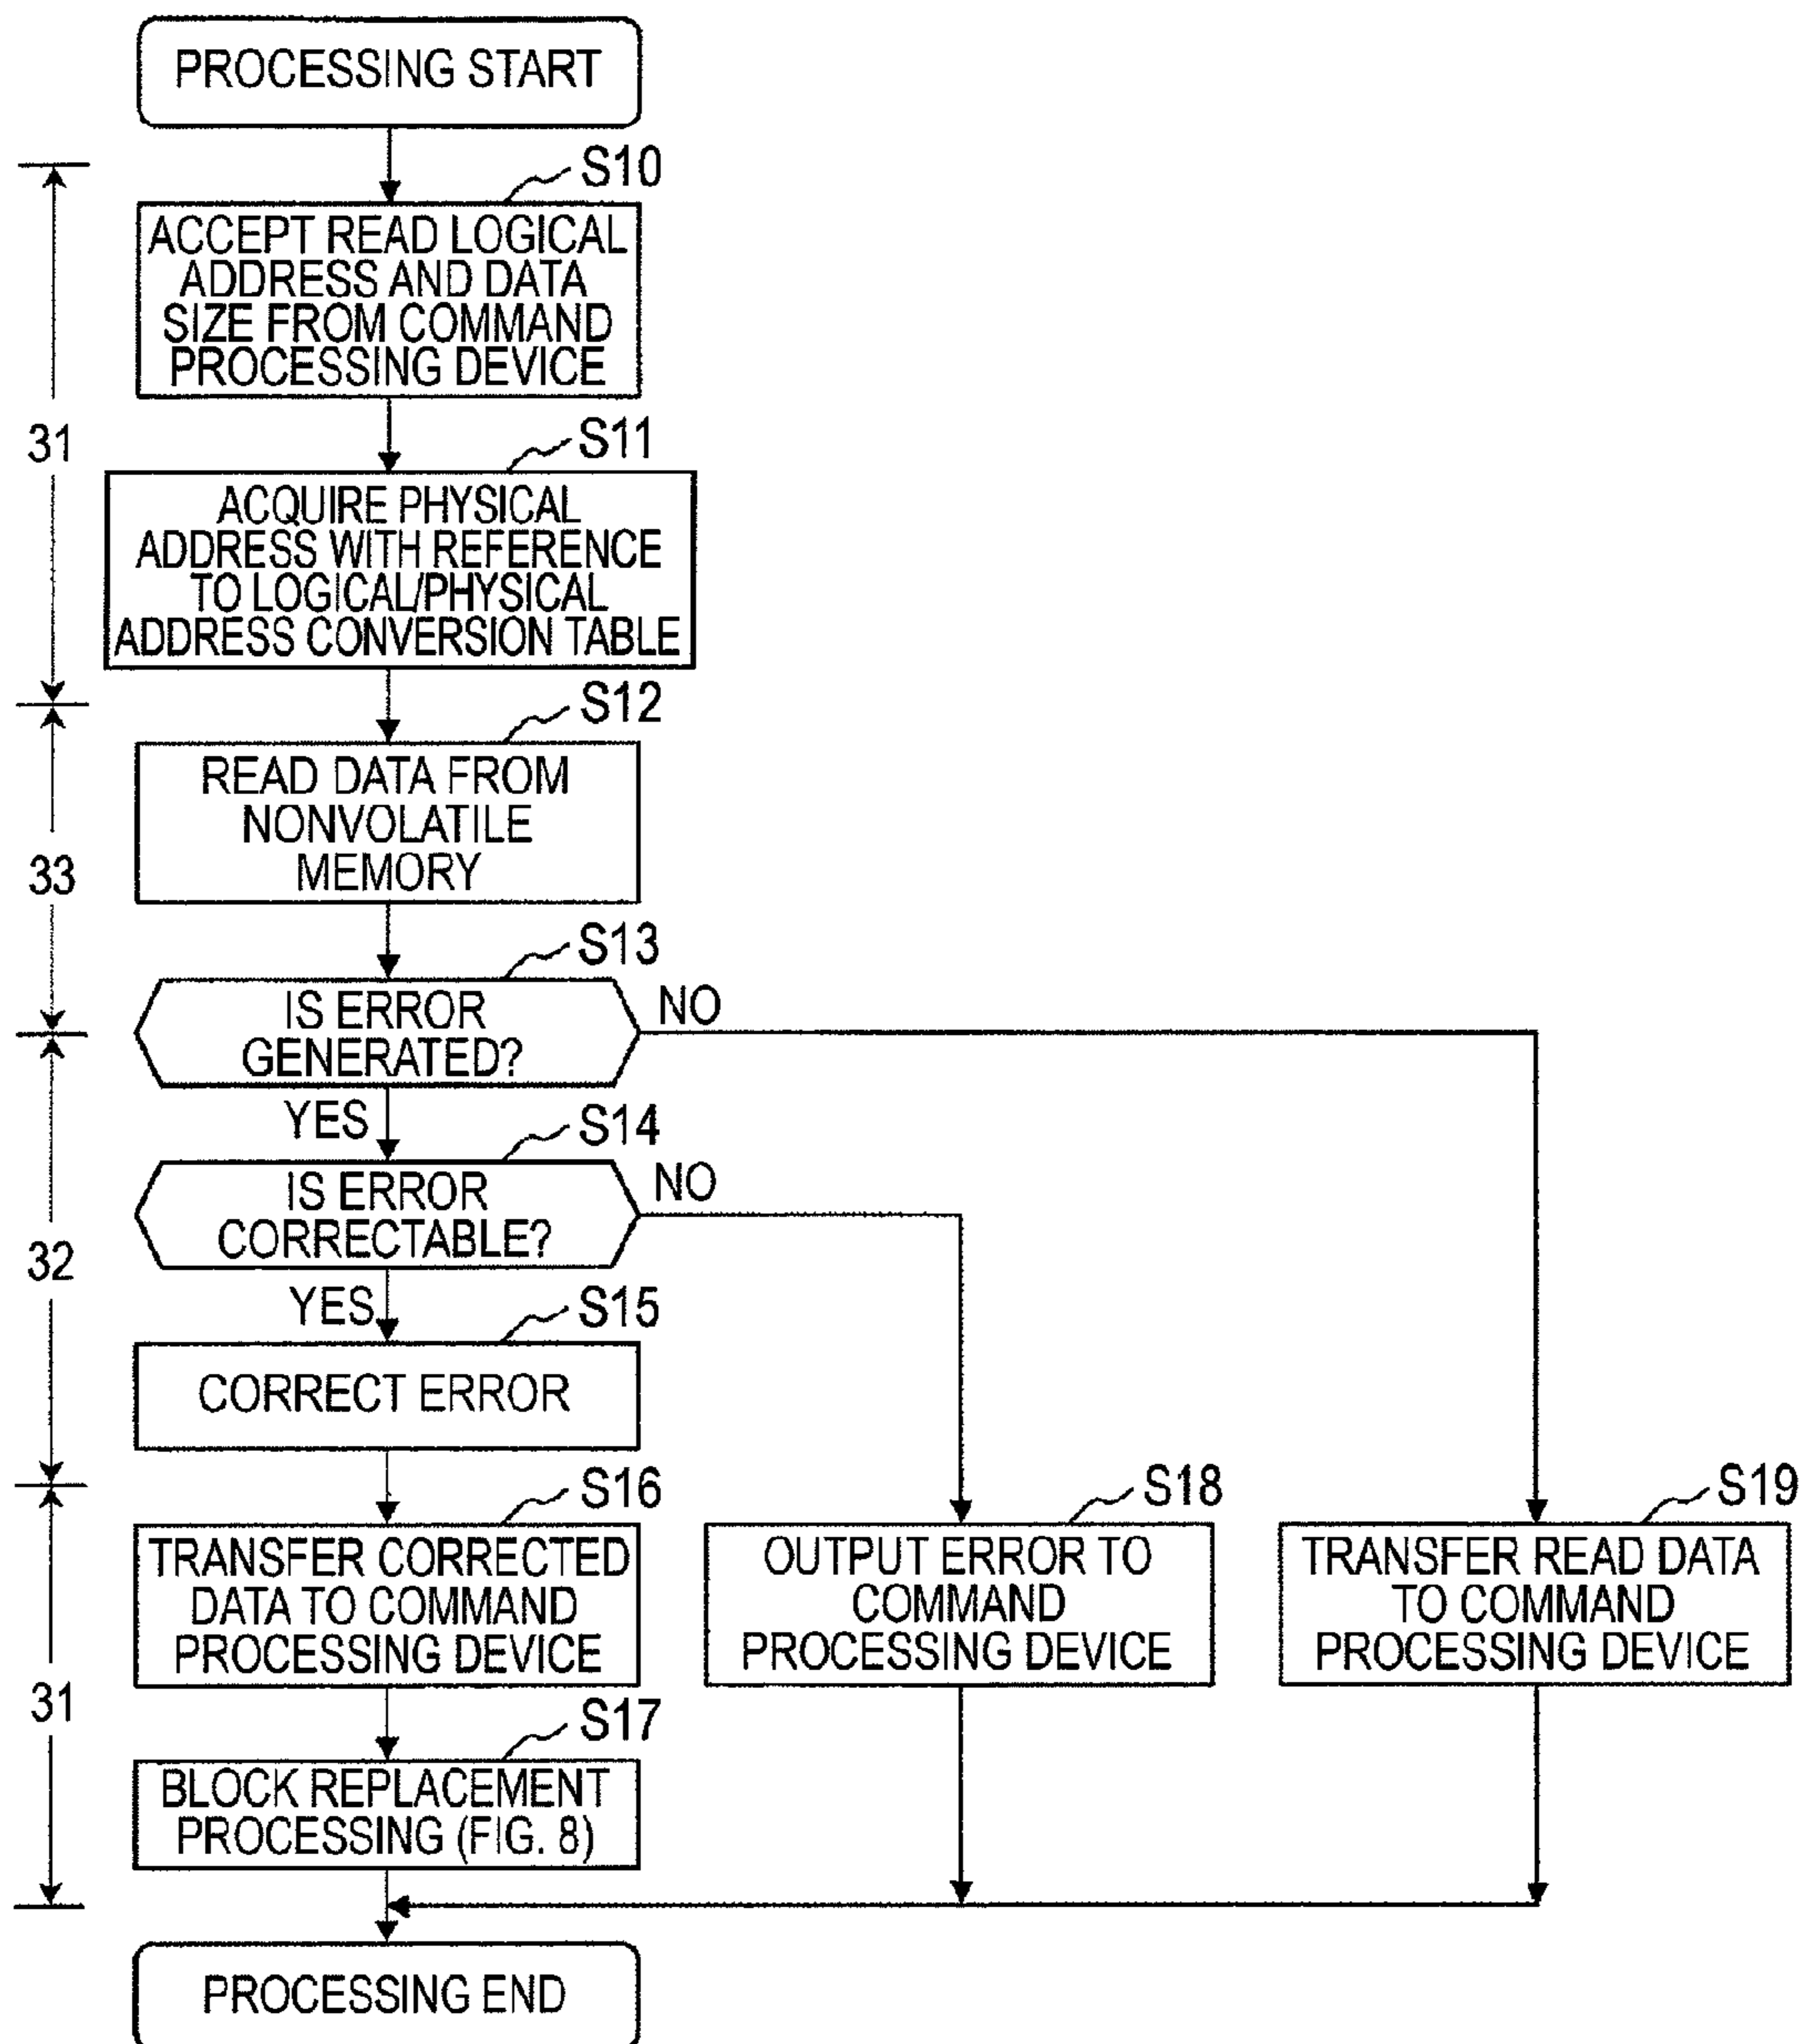 PROCESSING START
S10
ACCEPT READ LOGICAL
ADDRESS AND DATA
SIZE FROM COMMAND
PROCESSING DEVICE
31
S11
ACQUIRE PHYSICAL
ADDRESS WITH REFERENCE
TO LOGICAL/PHYSICAL
ADDRESS CONVERSION TABLE
S12
READ DATA FROM
NONVOLATILE
MEMORY
33
S13
IS ERROR
GENERATED?
NO
YES
S14
IS ERROR
CORRECTABLE?
NO
32
YES
S15
CORRECT ERROR
S16
TRANSFER CORRECTED
DATA TO COMMAND
PROCESSING DEVICE
S18
OUTPUT ERROR TO
COMMAND
PROCESSING DEVICE
S19
TRANSFER READ DATA
TO COMMAND
PROCESSING DEVICE
31
S17
BLOCK REPLACEMENT
PROCESSING (FIG. 8)
PROCESSING END